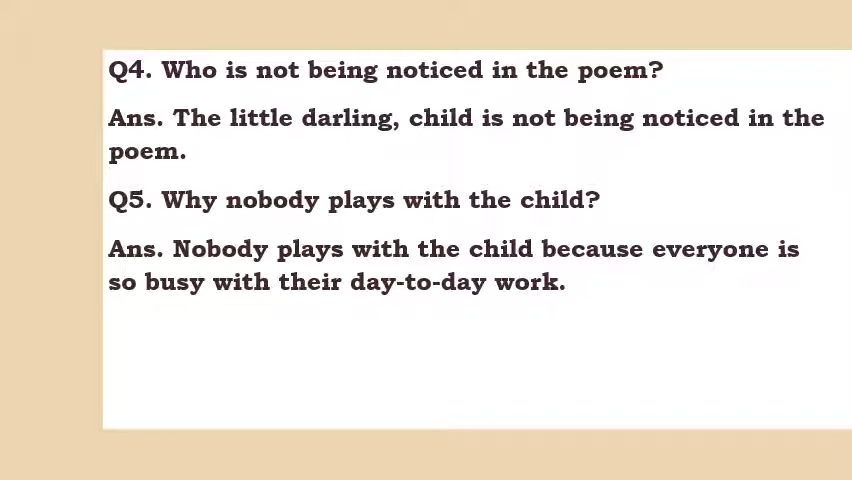 Q4. Who is not being noticed in the poem?
Ans. The little darling, child is not being noticed in the
poem.
Q5. Why nobody plays with the child?
Ans. Nobody plays with the child because everyone is
so busy with their day-to-day work.